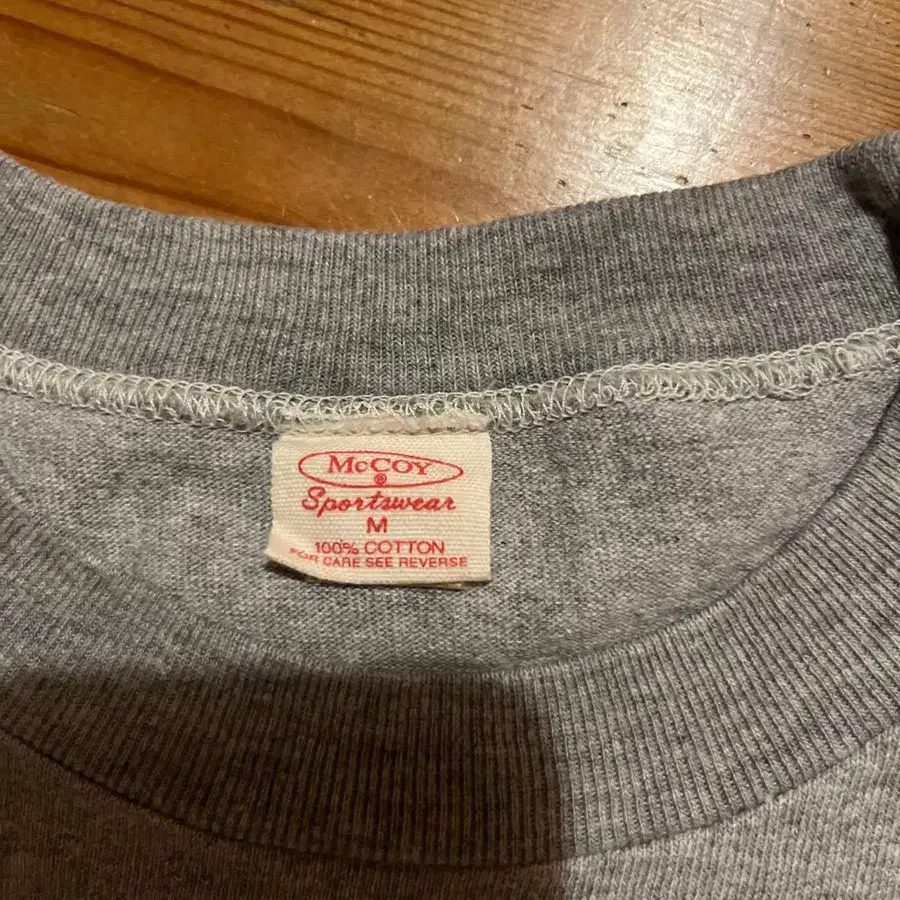 McCOY
®
Sportswear
M
100% COTTON
FOR CARE SEE REVERSE